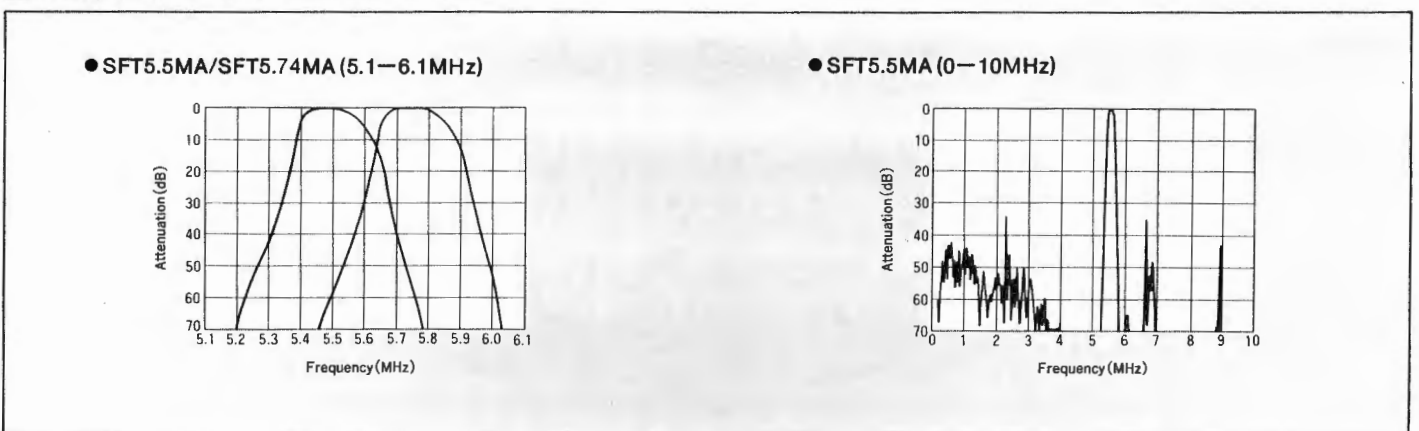 ● SFT5.5MA/SFT5.74MA (5.1—6.1MHz)
0
10
20
30
40
50
60
70
Attenuation (dB)
5.1 5.2 5.3 5.4 5.5 5.6 5.7 5.8 5.9 6.0 6.1
Frequency (MHz)
● SFT5.5MA (0—10MHz)
0
10
20
30
40
50
60
70
Attenuation (dB)
0 1 2 3 4 5 6 7 8 9 10
Frequency (MHz)